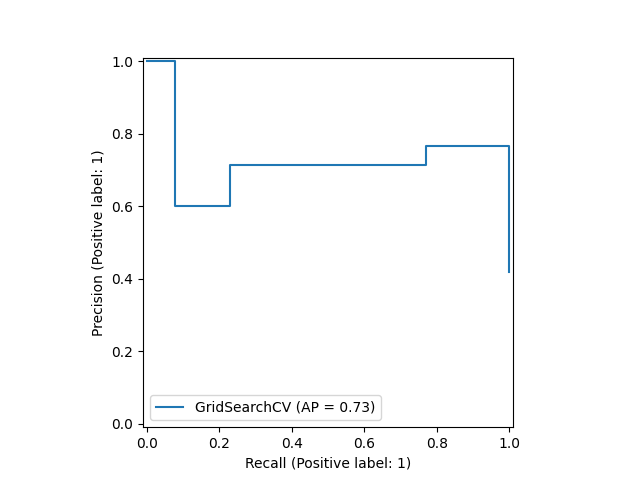 1.0
0.8
0.6
0.4
0.2
0.0
Precision (Positive label: 1)
GridSearchCV (AP = 0.73)
0.0 0.2 0.4 0.6 0.8 1.0
Recall (Positive label: 1)